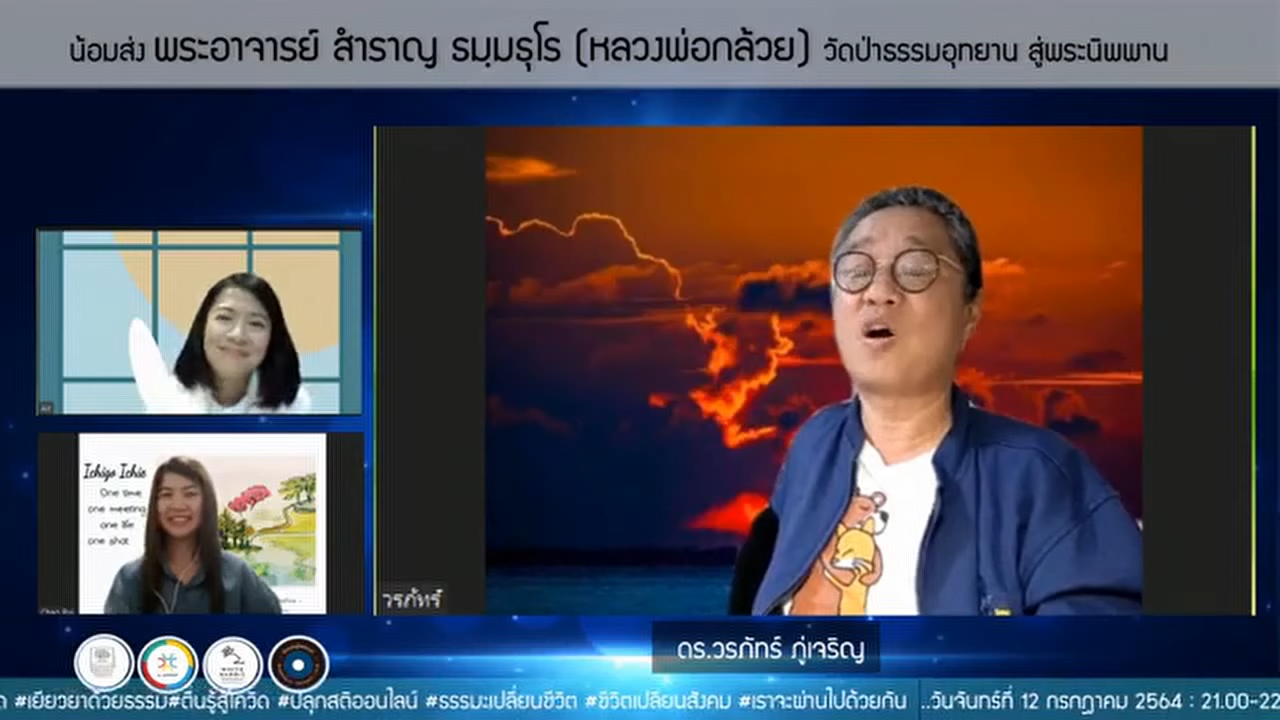 น้อมส่ง พระอาจารย์ สำราญ ธมฺมธุโร (หลวงพ่อกล้วย) วัดป่าธรรมอุทยาน สู่พระนิพพาน
Ichigo Ichie
One time
one meeting
one life
one shot
วรภัทร์
ดร.วรภัทร์ ภู่เจริญ
#เยียวยาด้วยธรรม#ตื่นรู้สู้โควิด #ปลุกสติออนไลน์ #ธรรมะเปลี่ยนชีวิต #ชีวิตเปลี่ยนสังคม #เราจะผ่านไปด้วยกัน ..วันจันทร์ที่ 12 กรกฎาคม 2564 : 21.00-22